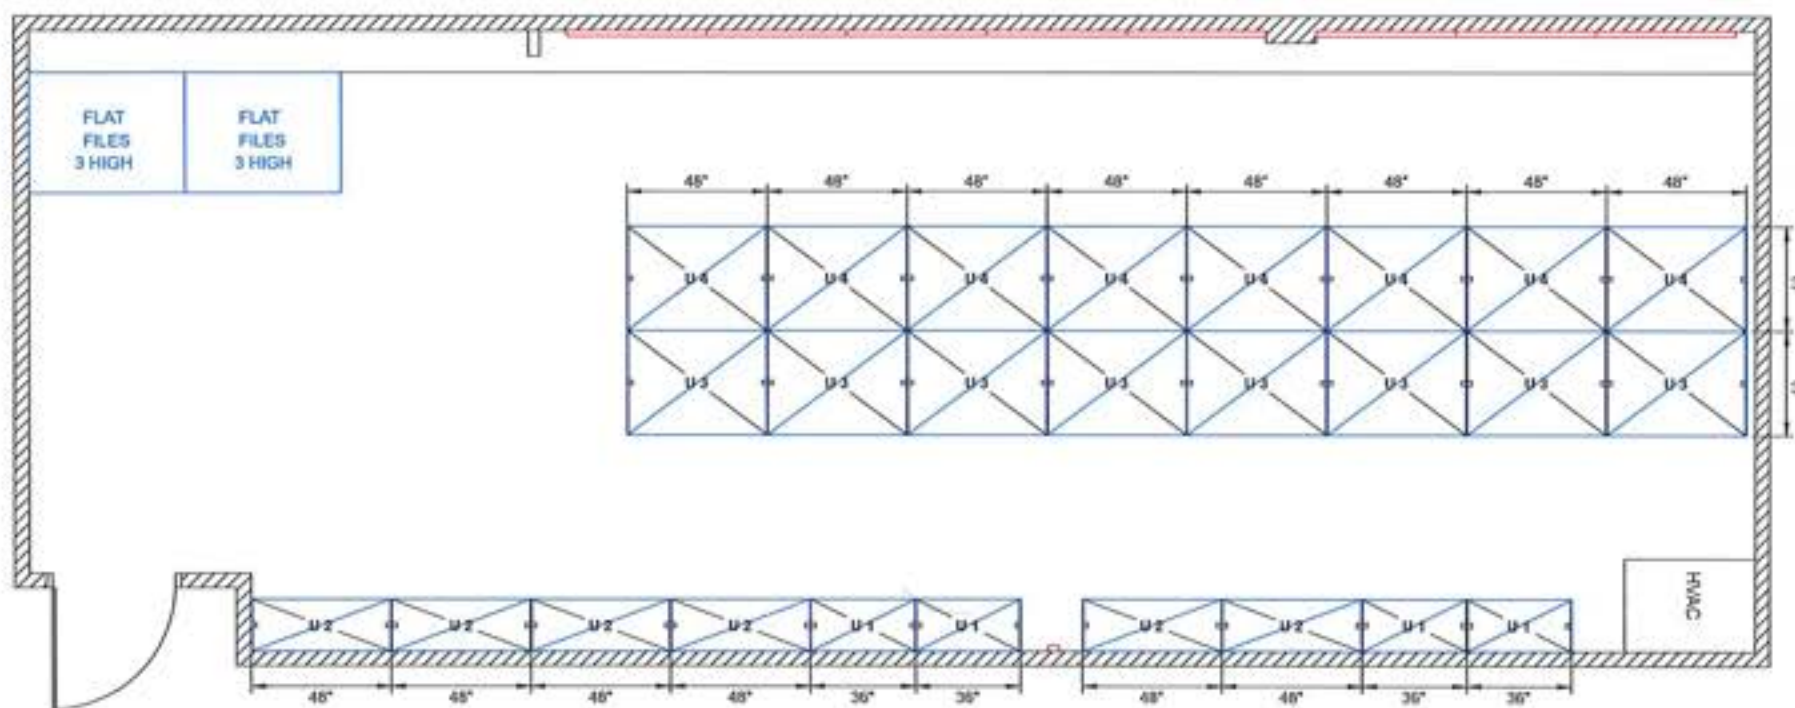 FLAT
FILES
3 HIGH
FLAT
FILES
3 HIGH
48" 48" 48" 48" 48" 48" 48" 48"
U 4 U 4 U 4 U 4 U 4 U 4 U 4 U 4
U 3 U 3 U 3 U 3 U 3 U 3 U 3 U 3
HVAC
U 2 U 2 U 2 U 2 U 1 U 1 U 2 U 2 U 1 U 1
48" 48" 48" 48" 36" 36" 48" 48" 36" 36"